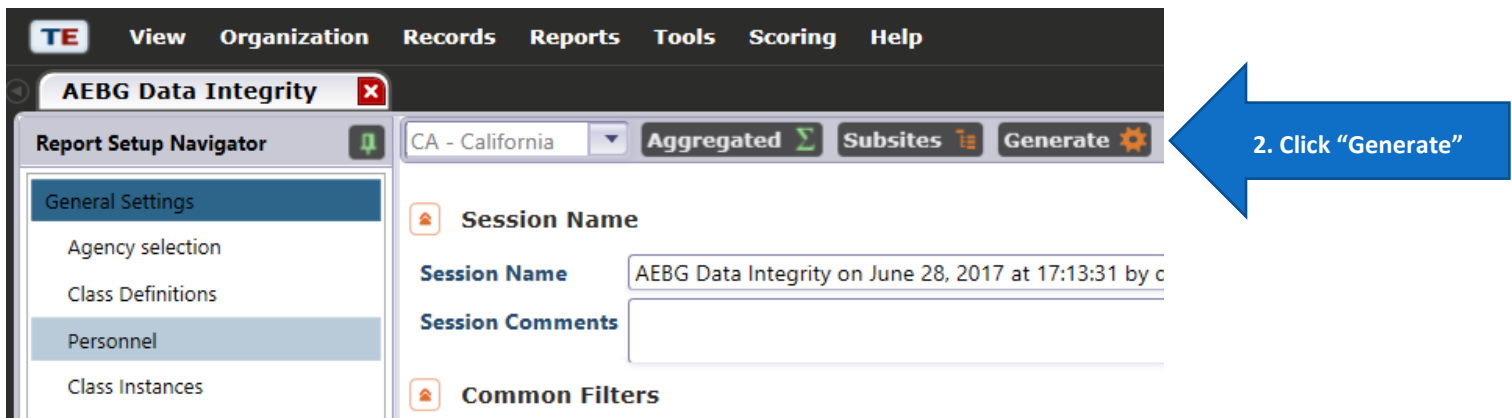 TE View Organization Records Reports Tools Scoring Help
AEBG Data Integrity
Report Setup Navigator
CA - California Aggregated Σ Subsites Generate
2. Click “Generate”
General Settings
Agency selection
Class Definitions
Personnel
Class Instances
Session Name
Session Name AEBG Data Integrity on June 28, 2017 at 17:13:31 by
Session Comments
Common Filters